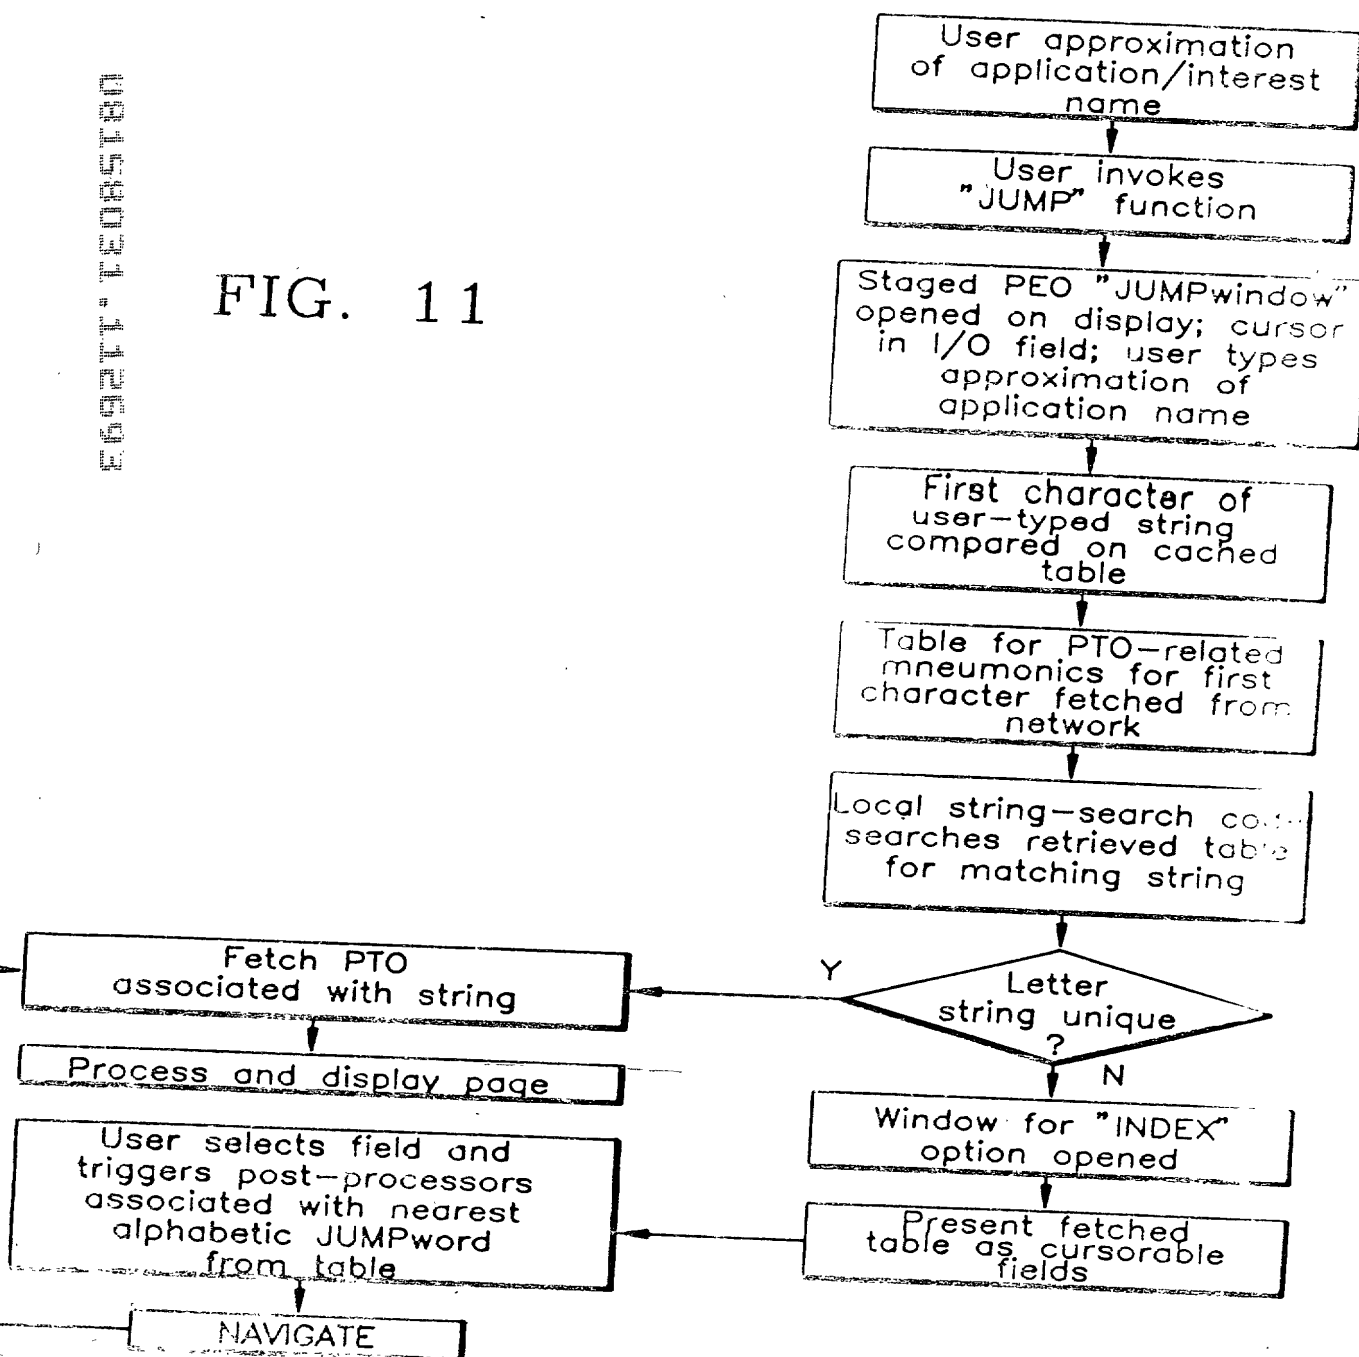 08158031.112693
FIG. 11
User approximation
of application/interest
name
User invokes
"JUMP" function
Staged PEO "JUMPwindow"
opened on display; cursor
in I/O field; user types
approximation of
application name
First character of
user-typed string
compared on cached
table
Table for PTO-related
mneumonics for first
character fetched from
network
Local string-search
searches retrieved table
for matching string
Letter
string unique
?
Y
N
Fetch PTO
associated with string
Process and display page
Window for "INDEX"
option opened
Present fetched
table as cursorable
fields
User selects field and
triggers post-processors
associated with nearest
alphabetic JUMPword
from table
NAVIGATE